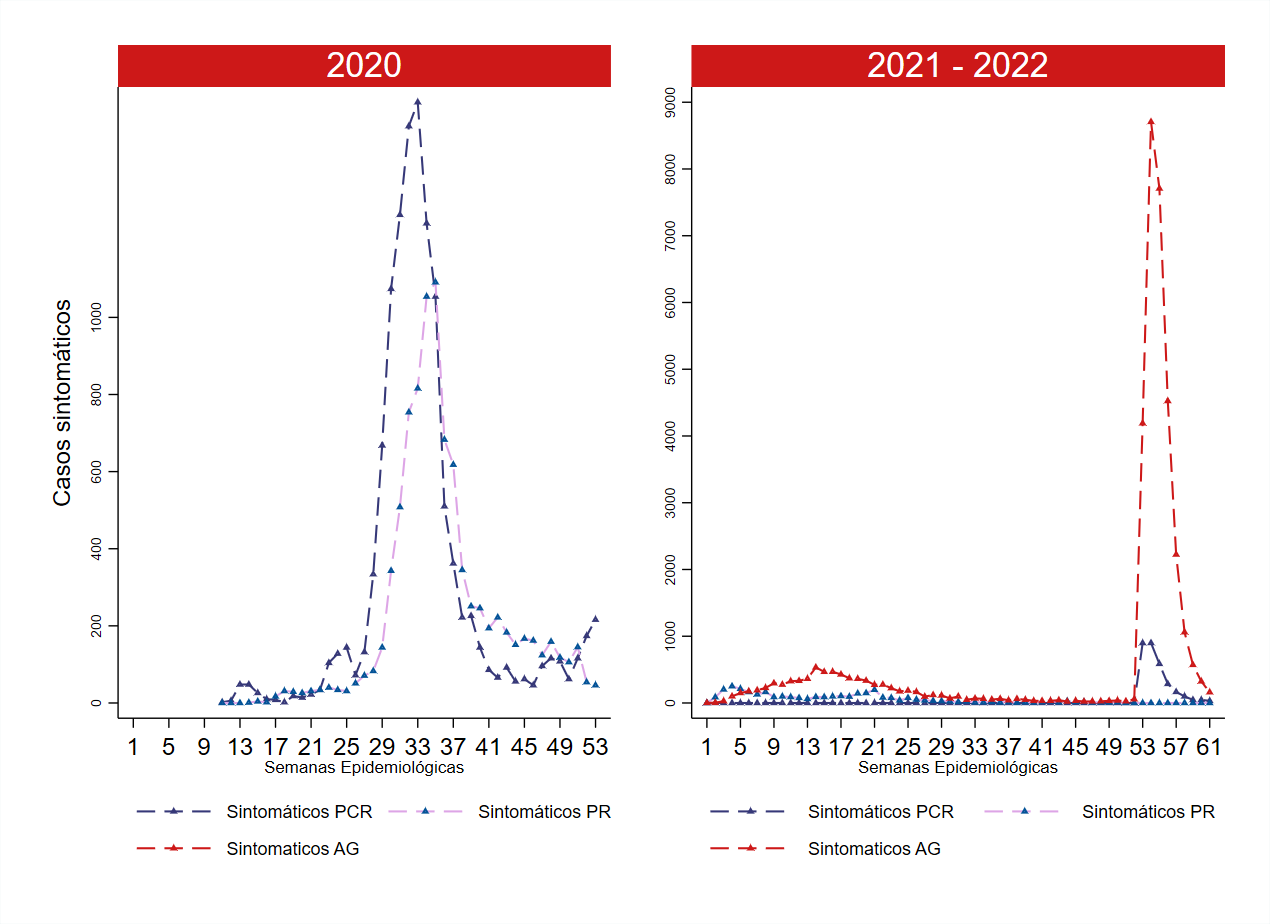 2020
2021 - 2022
Casos sintomáticos
0
200
400
600
800
1000
1 5 9 13 17 21 25 29 33 37 41 45 49 53
Semanas Epidemiológicas
Sintomáticos PCR Sintomáticos PR
Sintomaticos AG
0
1000
2000
3000
4000
5000
6000
7000
8000
9000
1 5 9 13 17 21 25 29 33 37 41 45 49 53 57 61
Semanas Epidemiológicas
Sintomáticos PCR Sintomáticos PR
Sintomaticos AG